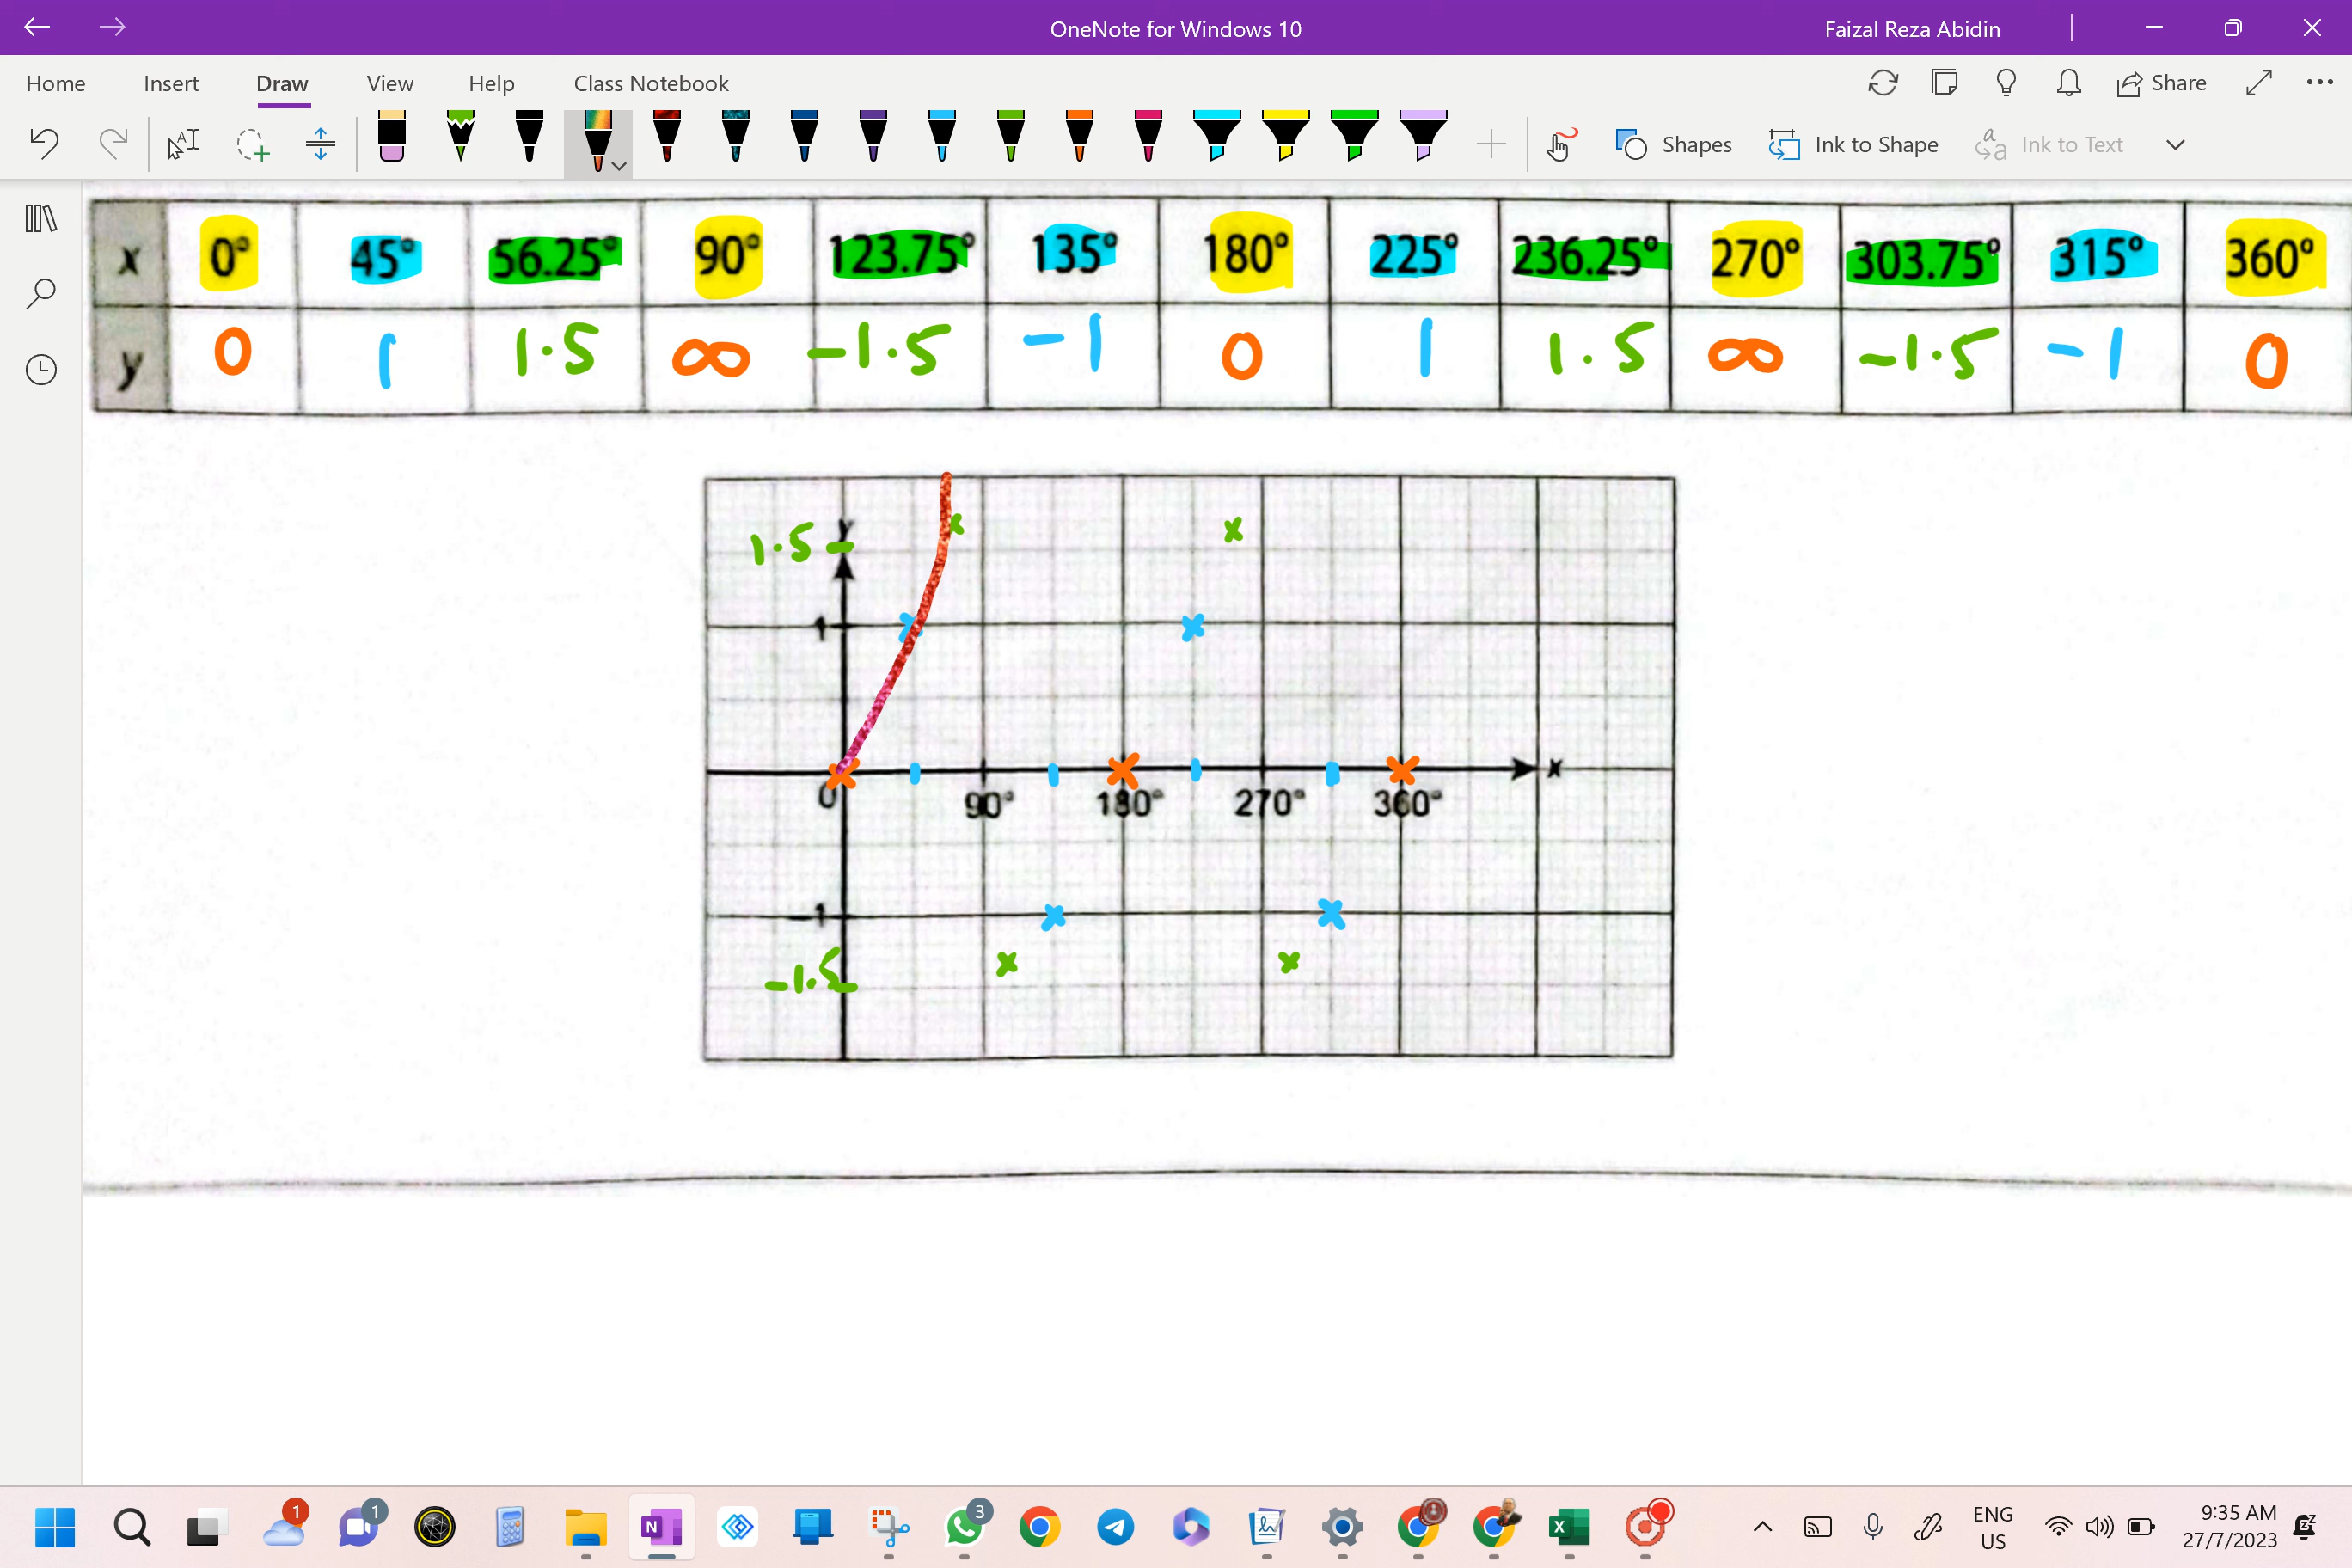 OneNote for Windows 10
Faizal Reza Abidin
Home Insert Draw View Help Class Notebook Share
Shapes Ink to Shape Ink to Text
x 0° 45° 56.25° 90° 123.75° 135° 180° 225° 236.25° 270° 303.75° 315° 360°
y 0 1 1.5 ∞ -1.5 -1 0 1 1.5 ∞ -1.5 -1 0
y
1.5
1
x
0 90° 180° 270° 360°
-1
-1.5
1 1 3
ENG
US
9:35 AM
27/7/2023